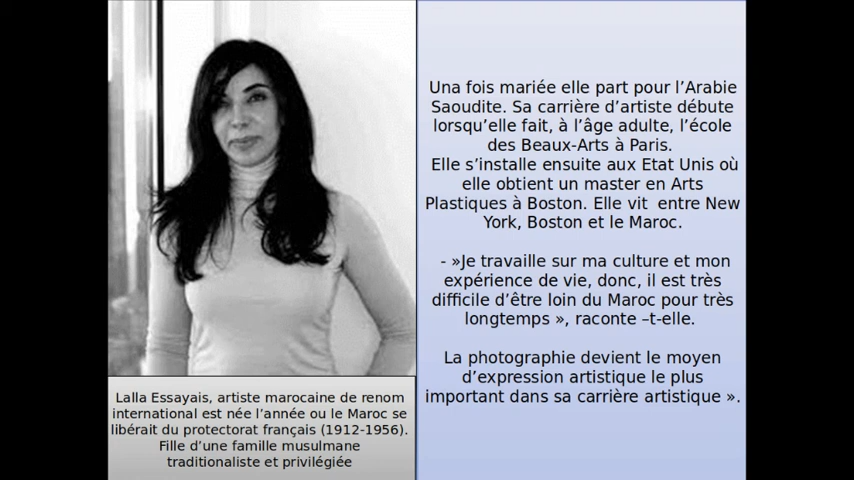 Lalla Essayais, artiste marocaine de renom
international est née l’année ou le Maroc se
libérait du protectorat français (1912-1956).
Fille d’une famille musulmane
traditionaliste et privilégiée
Una fois mariée elle part pour l’Arabie
Saoudite. Sa carrière d’artiste débute
lorsqu’elle fait, à l’âge adulte, l’école
des Beaux-Arts à Paris.
Elle s’installe ensuite aux Etat Unis où
elle obtient un master en Arts
Plastiques à Boston. Elle vit  entre New
York, Boston et le Maroc.
- »Je travaille sur ma culture et mon
expérience de vie, donc, il est très
difficile d’être loin du Maroc pour très
longtemps », raconte –t-elle.
La photographie devient le moyen
d’expression artistique le plus
important dans sa carrière artistique ».